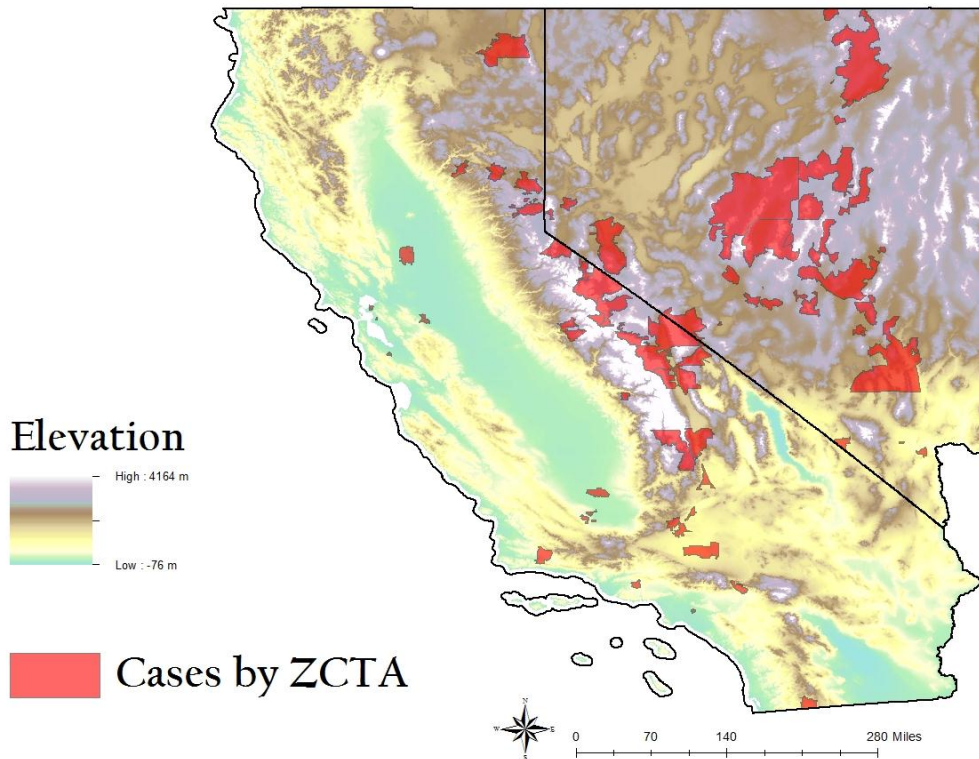 Elevation
High : 4164 m
Low : -76 m
Cases by ZCTA
N
W
E
S
0
70
140
280 Miles